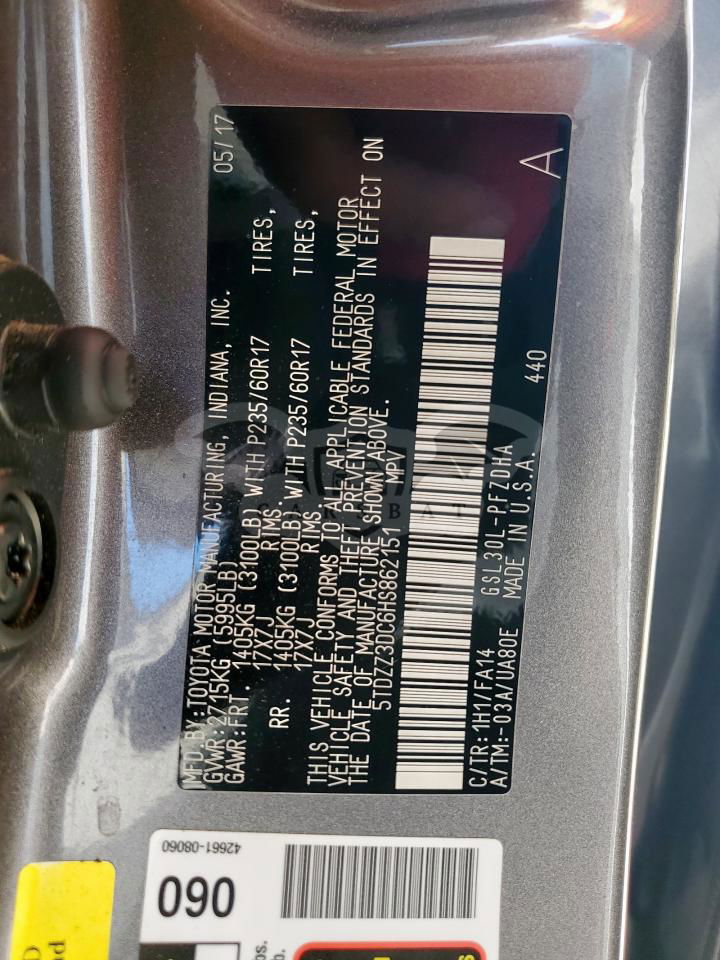 MFD BY:TOYOTA MOTOR MANUFACTURING, INDIANA, INC. 05/17
GVWR:2715KG (5995LB)
GAWR:FRT. 1405KG (3100LB) WITH P235/60R17 TIRES,
17X7J RIMS.
RR. 1405KG (3100LB) WITH P235/60R17 TIRES,
17X7J RIMS.
THIS VEHICLE CONFORMS TO ALL APPLICABLE FEDERAL MOTOR
VEHICLE SAFETY AND THEFT PREVENTION STANDARDS IN EFFECT ON
THE DATE OF MANUFACTURE SHOWN ABOVE.
5TDZZ3DC6HS862151 MPV
C/TR:1H1/FA14 GSL30L-PFZDHA 440
A/TM:-03A/UA80E MADE IN U.S.A.
A
CARSBAT
42661-08060
060